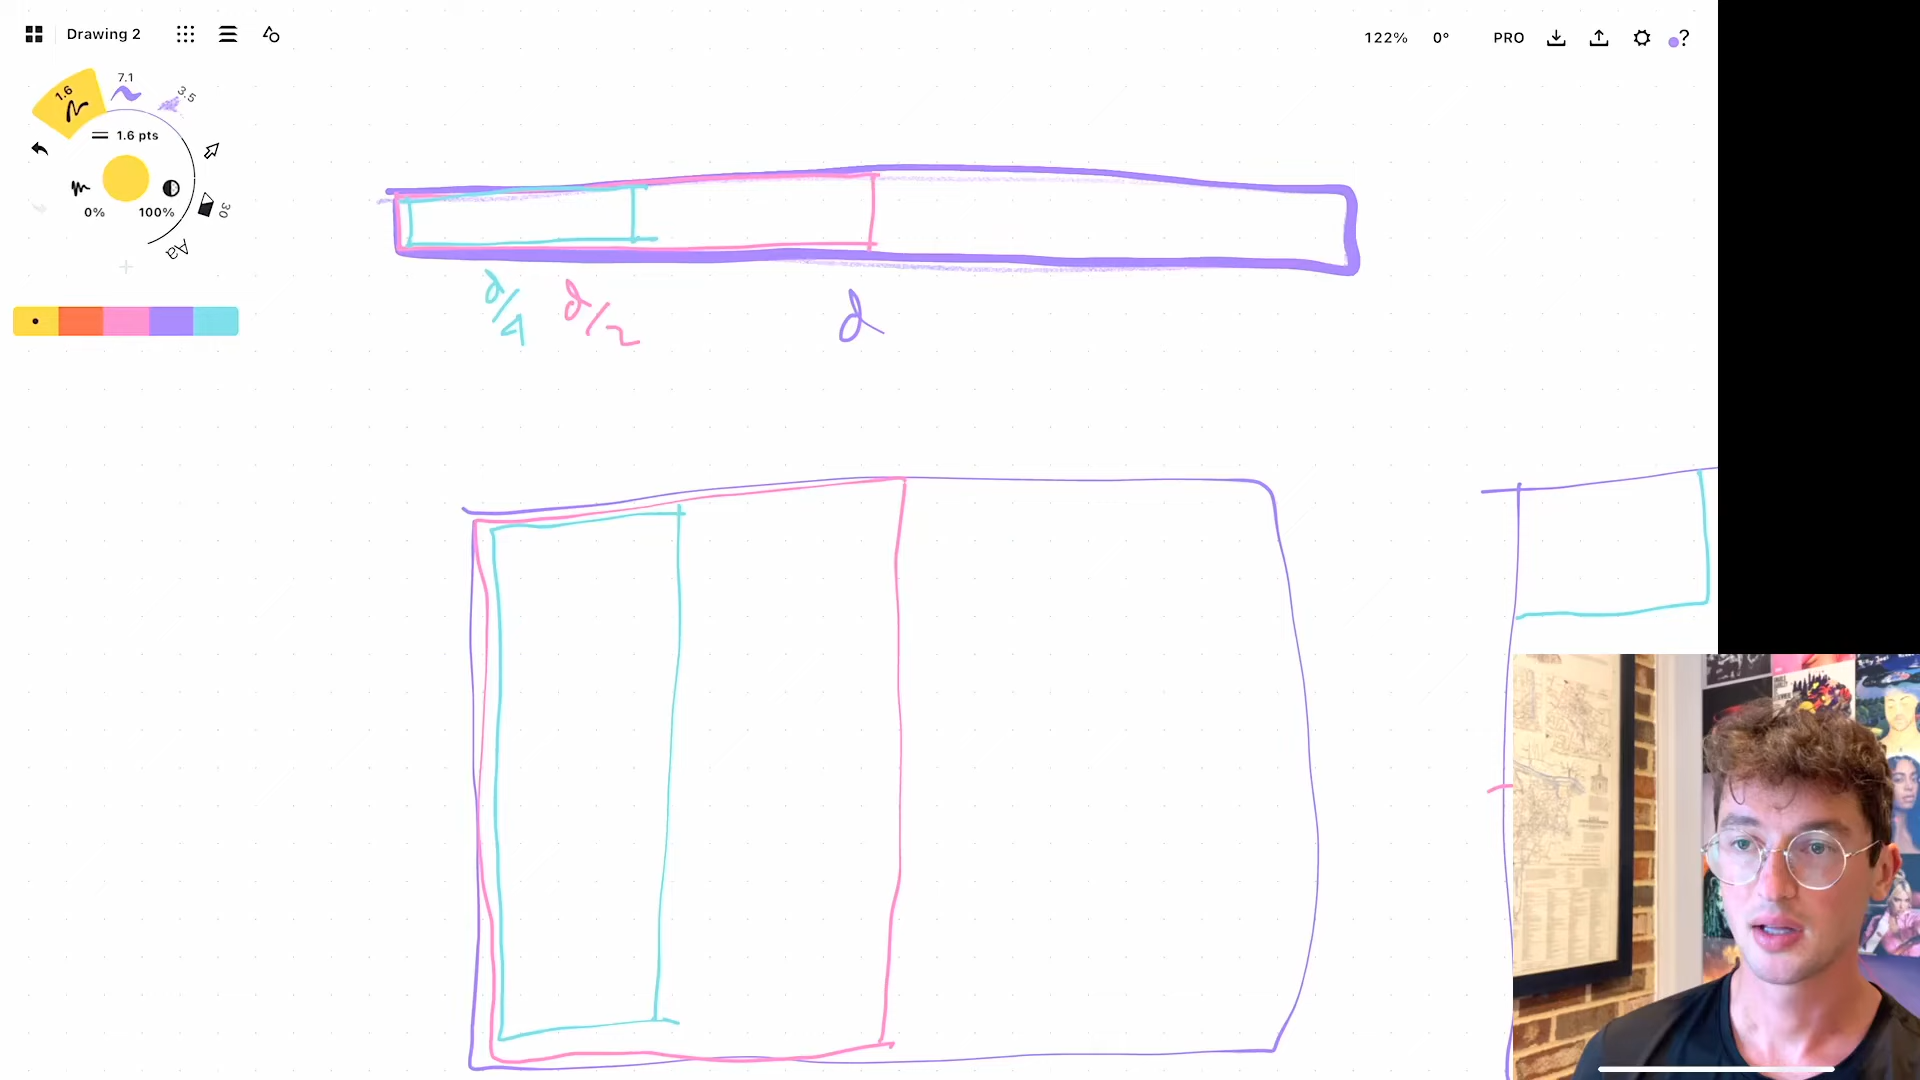 Drawing 2
122% 0° PRO ?
7.1
1.6
3.5
1.6 pts
30
0% 100%
Aa
d/4 d/2 d